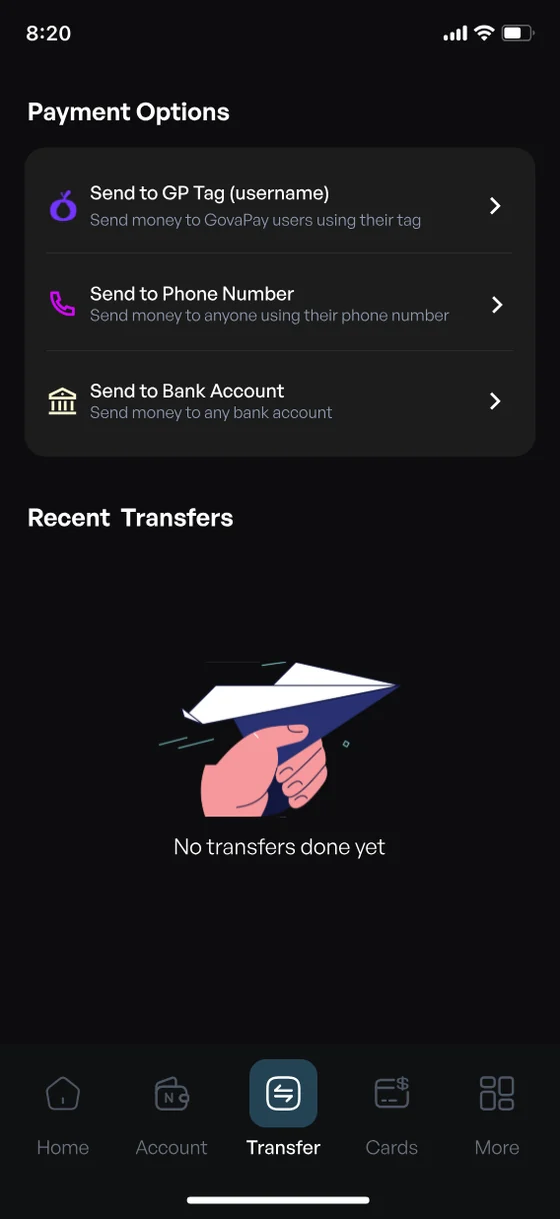 8:20
Payment Options
Send to GP Tag (username)
Send money to GovaPay users using their tag
Send to Phone Number
Send money to anyone using their phone number
Send to Bank Account
Send money to any bank account
Recent Transfers
No transfers done yet
N
$
Home
Account
Transfer
Cards
More